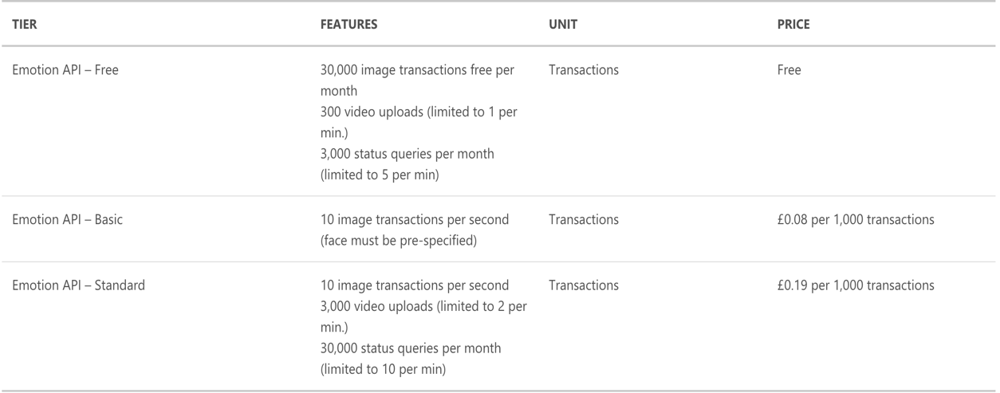 TIER FEATURES UNIT PRICE
Emotion API – Free 30,000 image transactions free per Transactions Free
month
300 video uploads (limited to 1 per
min.)
3,000 status queries per month
(limited to 5 per min)
Emotion API – Basic 10 image transactions per second Transactions £0.08 per 1,000 transactions
(face must be pre-specified)
Emotion API – Standard 10 image transactions per second Transactions £0.19 per 1,000 transactions
3,000 video uploads (limited to 2 per
min.)
30,000 status queries per month
(limited to 10 per min)